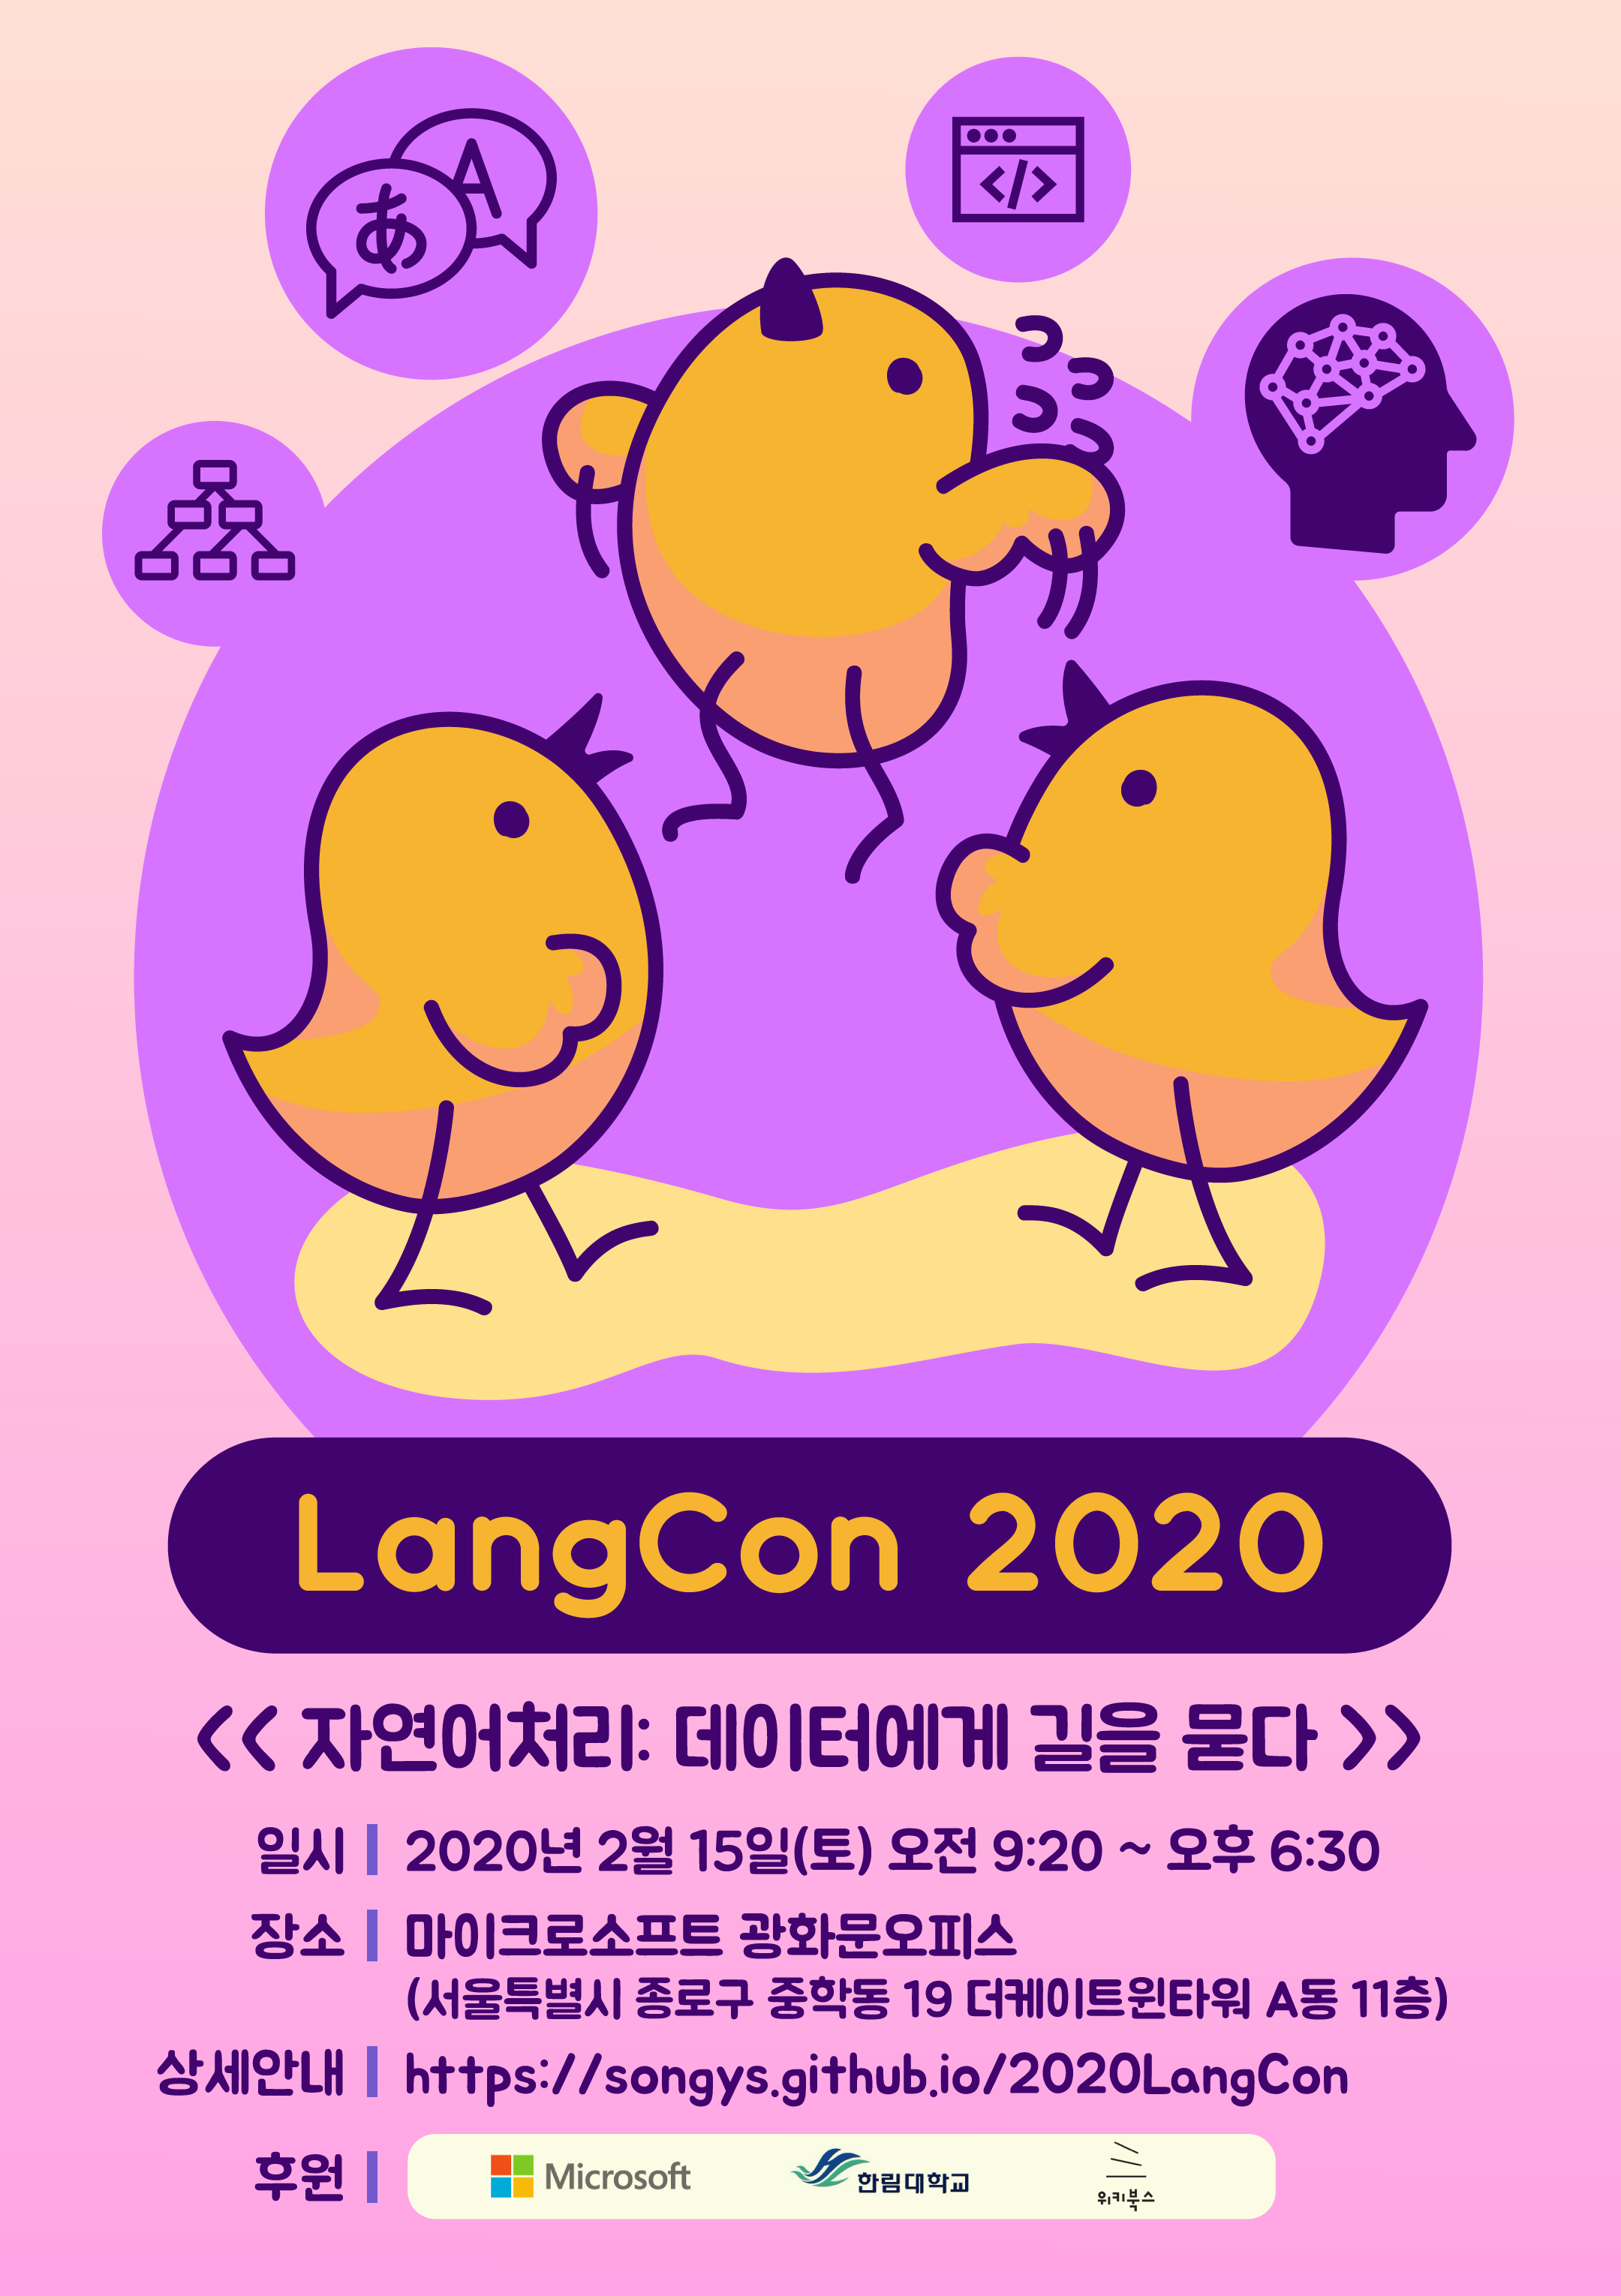 あ A
</>
LangCon 2020
<< 자연어처리: 데이터에게 길을 묻다 >>
일시 | 2020년 2월 15일(토) 오전 9:20 ~ 오후 6:30
장소 | 마이크로소프트 광화문오피스
(서울특별시 종로구 중학동 19 더케이트윈타워 A동 11층)
상세안내 | https://songys.github.io/2020LangCon
후원 | Microsoft 한림대학교 위키북스